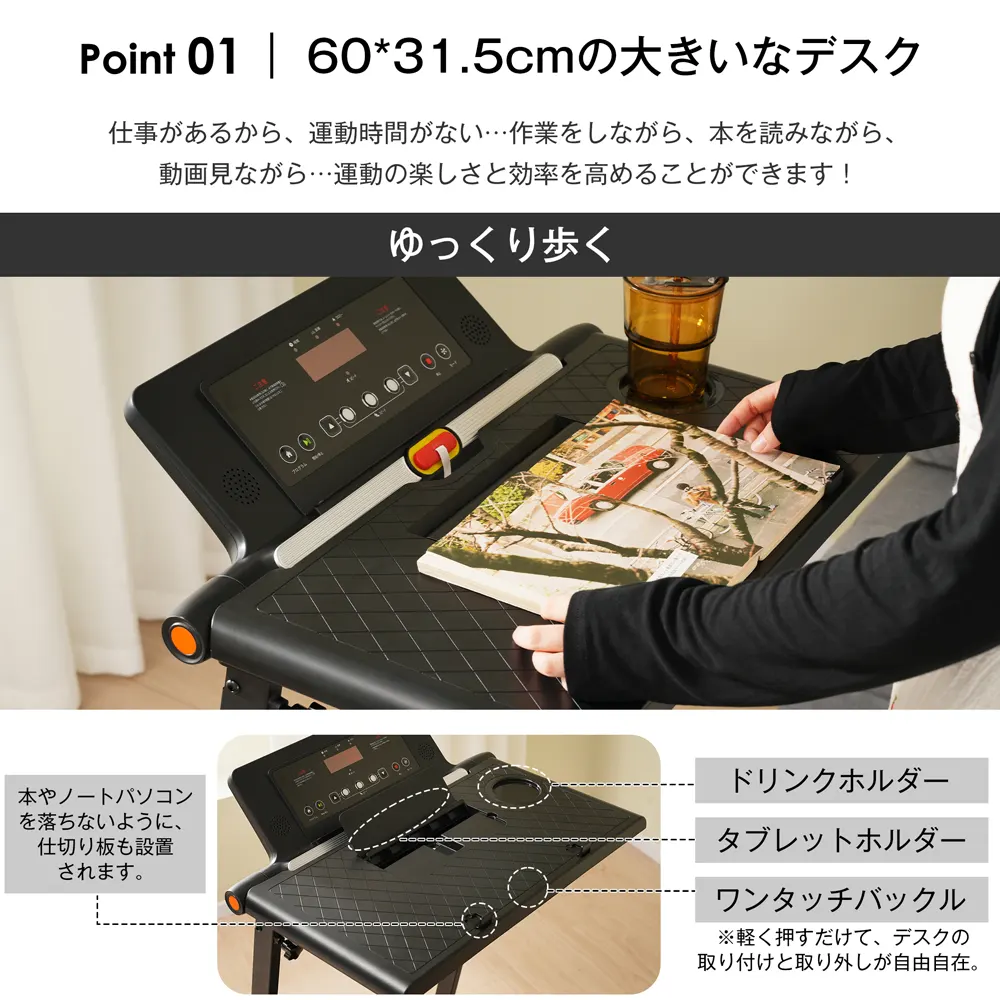 Point 01｜60*31.5cmの大きいなデスク
仕事があるから、運動時間がない…作業をしながら、本を読みながら、
動画見ながら…運動の楽しさと効率を高めることができます！
ゆっくり歩く
本やノートパソコン
を落ちないように、
仕切り板も設置
されます。
ドリンクホルダー
タブレットホルダー
ワンタッチバックル
※軽く押すだけて、デスクの
取り付けと取り外しが自由自在。